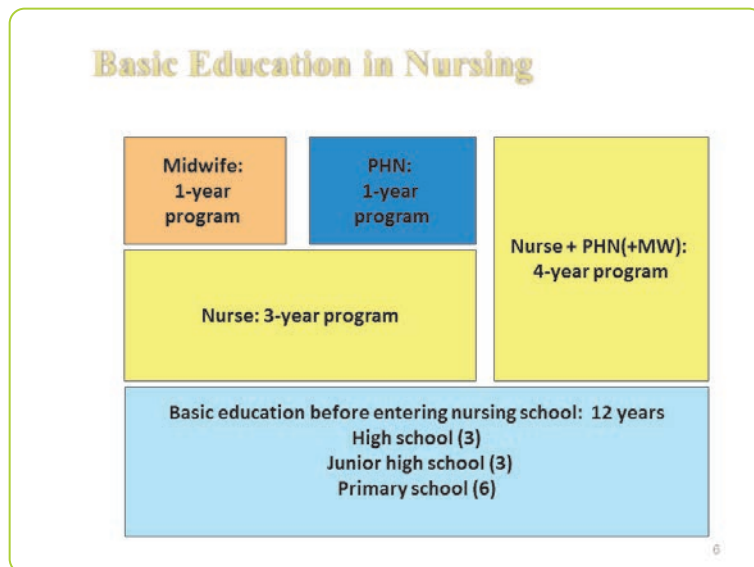 Basic Education in Nursing
Midwife:
1-year
program
PHN:
1-year
program
Nurse + PHN(+MW):
4-year program
Nurse: 3-year program
Basic education before entering nursing school: 12 years
High school (3)
Junior high school (3)
Primary school (6)
6